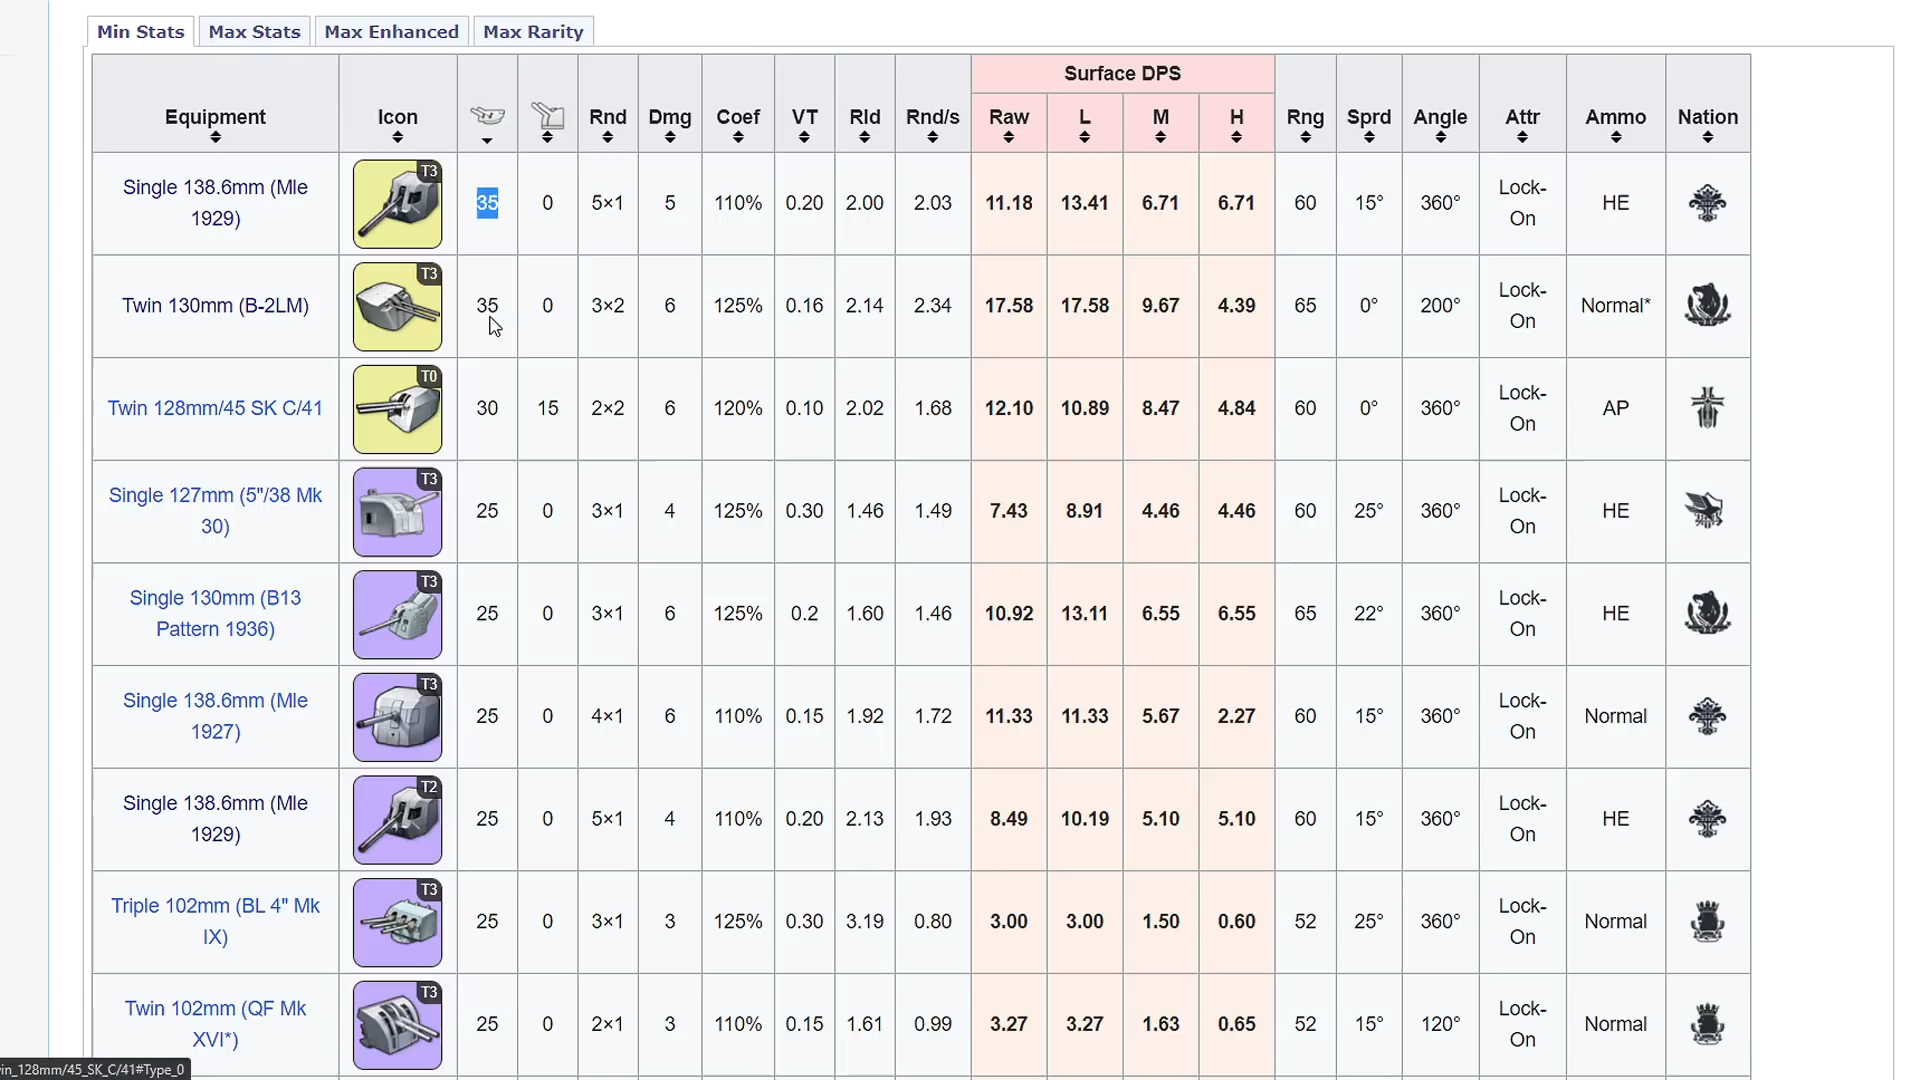 Min Stats Max Stats Max Enhanced Max Rarity
Surface DPS
Equipment Icon Rnd Dmg Coef VT Rld Rnd/s Raw L M H Rng Sprd Angle Attr Ammo Nation
Single 138.6mm (Mle 1929) T3 35 0 5×1 5 110% 0.20 2.00 2.03 11.18 13.41 6.71 6.71 60 15° 360° Lock-On HE
Twin 130mm (B-2LM) T3 35 0 3×2 6 125% 0.16 2.14 2.34 17.58 17.58 9.67 4.39 65 0° 200° Lock-On Normal*
Twin 128mm/45 SK C/41 T0 30 15 2×2 6 120% 0.10 2.02 1.68 12.10 10.89 8.47 4.84 60 0° 360° Lock-On AP
Single 127mm (5"/38 Mk 30) T3 25 0 3×1 4 125% 0.30 1.46 1.49 7.43 8.91 4.46 4.46 60 25° 360° Lock-On HE
Single 130mm (B13 Pattern 1936) T3 25 0 3×1 6 125% 0.2 1.60 1.46 10.92 13.11 6.55 6.55 65 22° 360° Lock-On HE
Single 138.6mm (Mle 1927) T3 25 0 4×1 6 110% 0.15 1.92 1.72 11.33 11.33 5.67 2.27 60 15° 360° Lock-On Normal
Single 138.6mm (Mle 1929) T2 25 0 5×1 4 110% 0.20 2.13 1.93 8.49 10.19 5.10 5.10 60 15° 360° Lock-On HE
Triple 102mm (BL 4" Mk IX) T3 25 0 3×1 3 125% 0.30 3.19 0.80 3.00 3.00 1.50 0.60 52 25° 360° Lock-On Normal
Twin 102mm (QF Mk XVI*) T3 25 0 2×1 3 110% 0.15 1.61 0.99 3.27 3.27 1.63 0.65 52 15° 120° Lock-On Normal
in_128mm/45_SK_C/41#Type_0